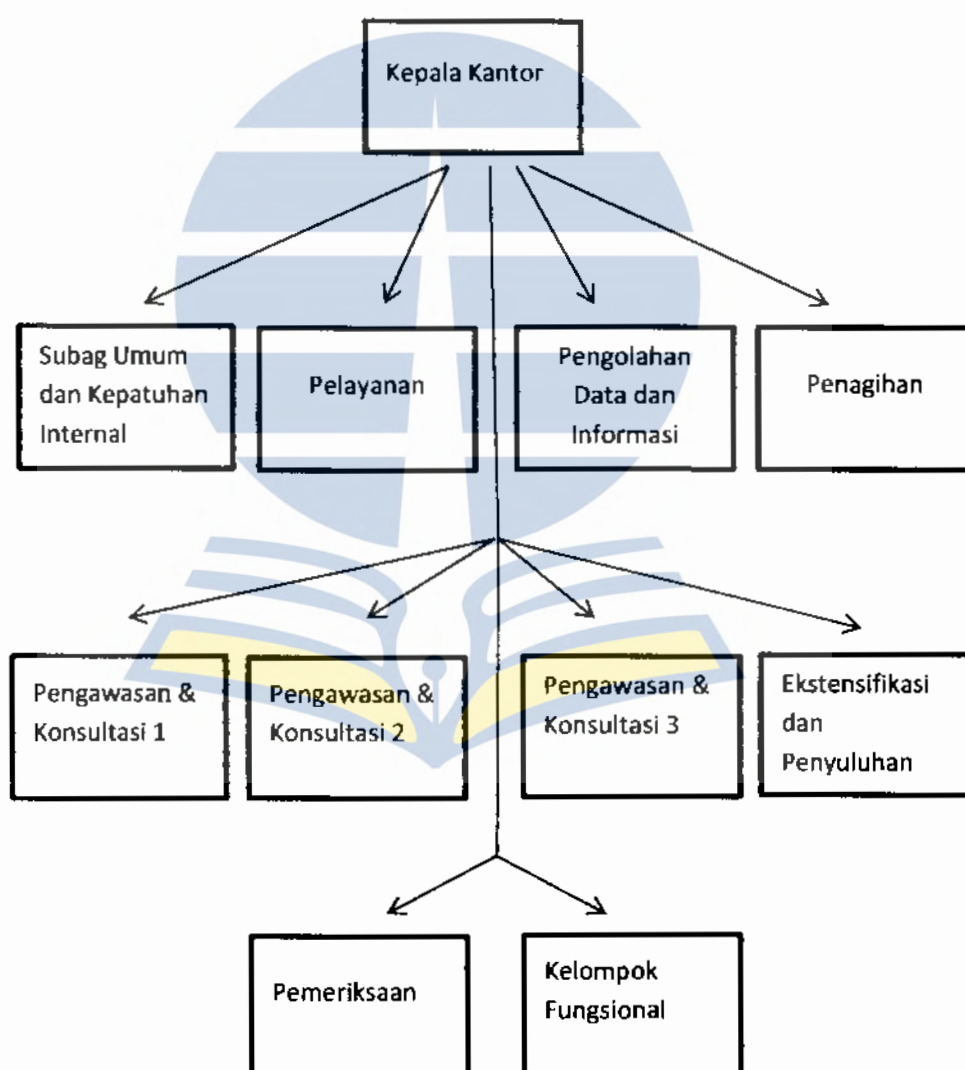 Kepala Kantor
Subag Umum
dan Kepatuhan
Internal
Pelayanan
Pengolahan
Data dan
Informasi
Penagihan
Pengawasan &
Konsultasi 1
Pengawasan &
Konsultasi 2
Pengawasan &
Konsultasi 3
Ekstensifikasi
dan
Penyuluhan
Pemeriksaan
Kelompok
Fungsional